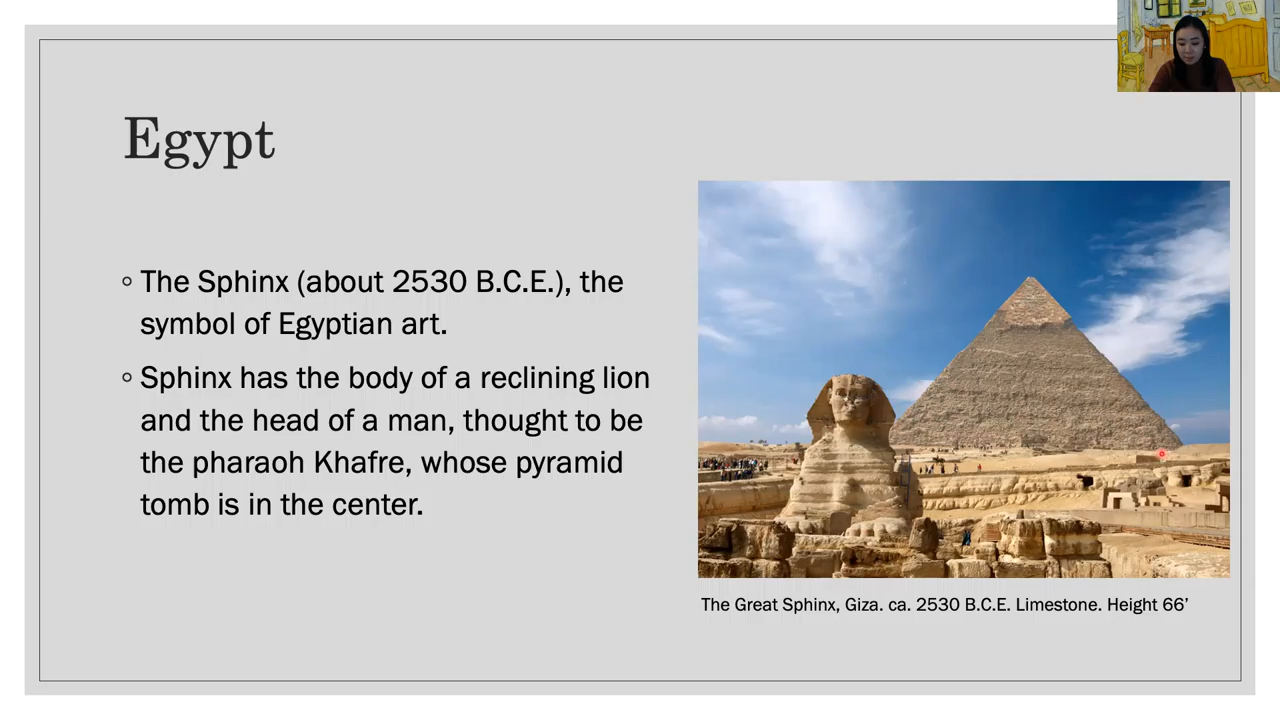 Egypt
◦ The Sphinx (about 2530 B.C.E.), the
symbol of Egyptian art.
◦ Sphinx has the body of a reclining lion
and the head of a man, thought to be
the pharaoh Khafre, whose pyramid
tomb is in the center.
The Great Sphinx, Giza. ca. 2530 B.C.E. Limestone. Height 66’